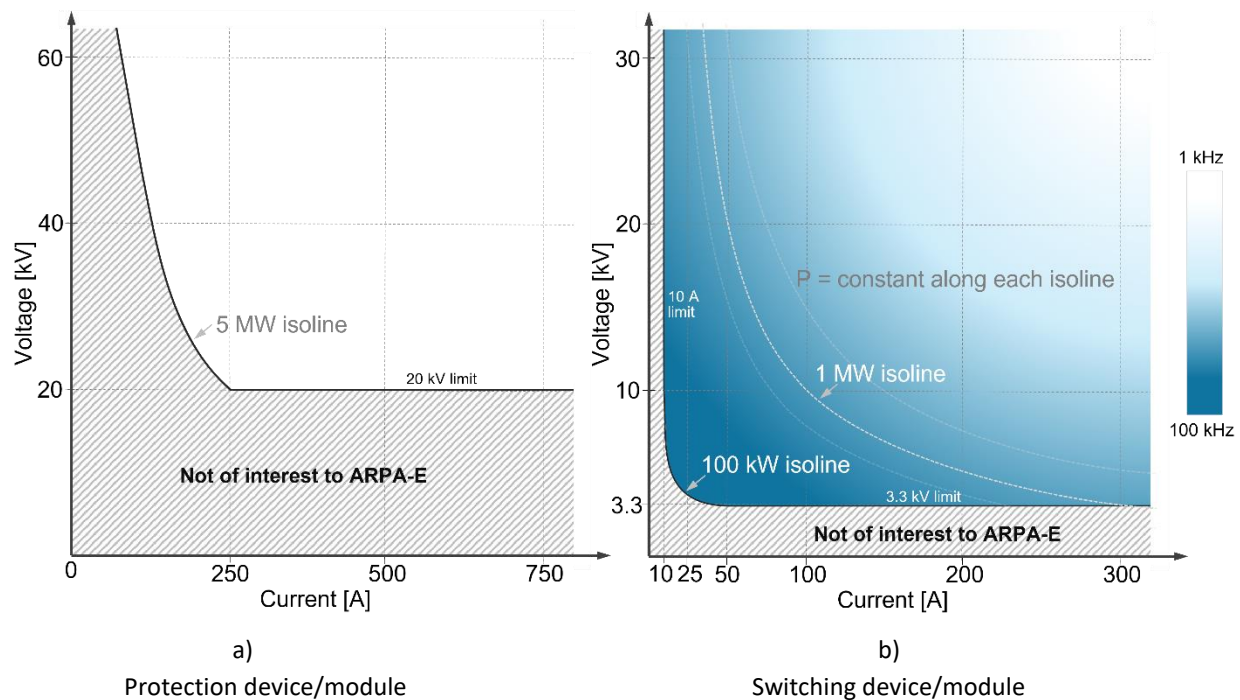 60
40
20
0
250
500
750
Voltage [kV]
Current [A]
5 MW isoline
20 kV limit
Not of interest to ARPA-E
a)
Protection device/module
30
20
10
3.3
10
25
50
100
200
300
Voltage [kV]
Current [A]
10 A
limit
P = constant along each isoline
1 MW isoline
100 kW isoline
3.3 kV limit
Not of interest to ARPA-E
1 kHz
100 kHz
b)
Switching device/module